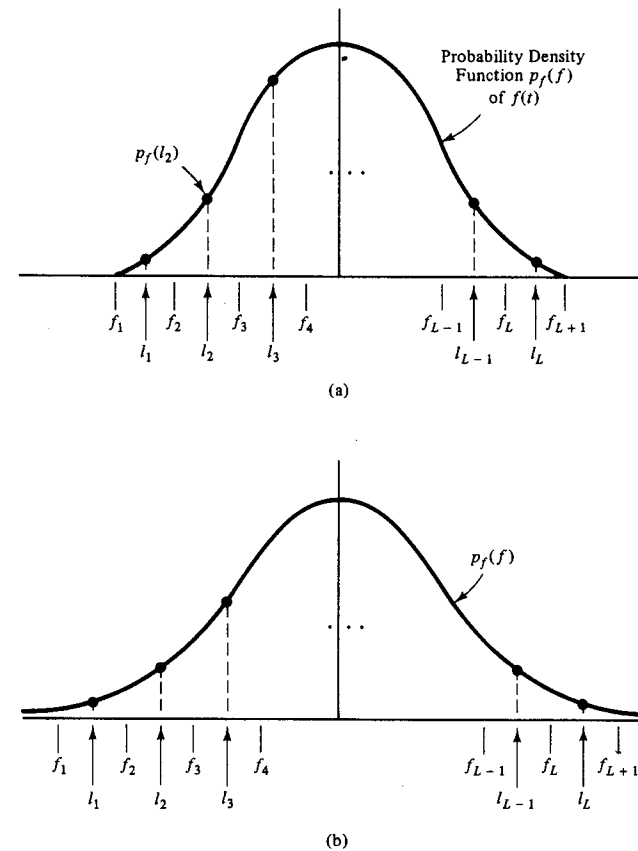 Probability Density
Function p_f(f)
of f(t)
p_f(l_2)
. . . .
f_1 f_2 f_3 f_4 f_{L-1} f_L f_{L+1}
l_1 l_2 l_3 l_{L-1} l_L
(a)
p_f(f)
. . . .
f_1 f_2 f_3 f_4 f_{L-1} f_L f_{L+1}
l_1 l_2 l_3 l_{L-1} l_L
(b)